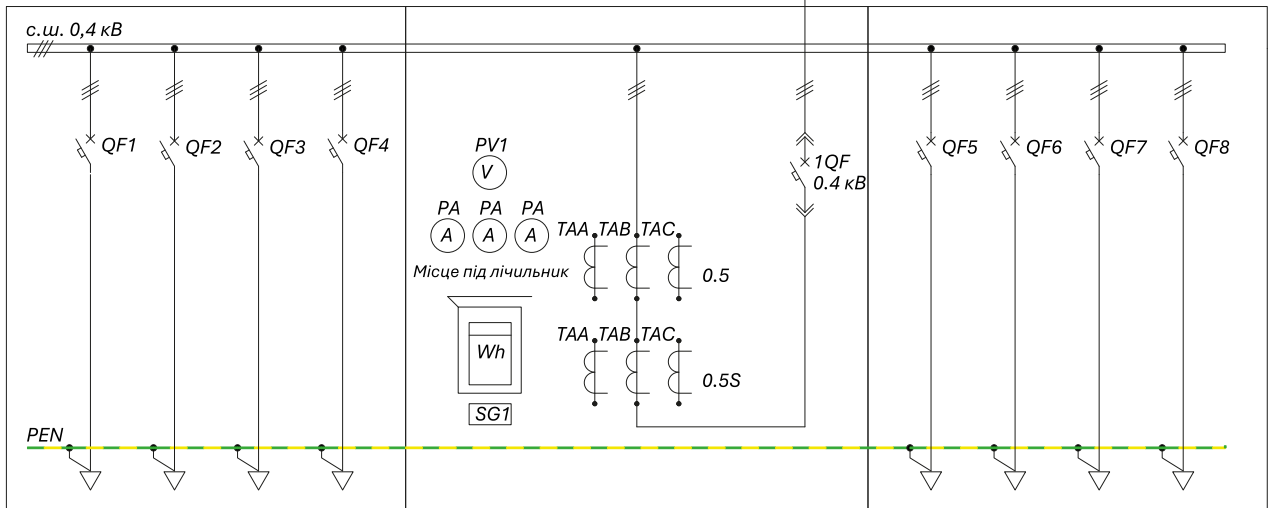 с.ш. 0,4 кВ
QF1
QF2
QF3
QF4
PV1
V
PA
PA
PA
A
A
A
Місце під лічильник
Wh
SG1
TAA
TAB
TAC
0.5
TAA
TAB
TAC
0.5S
1QF
0.4 кВ
QF5
QF6
QF7
QF8
PEN